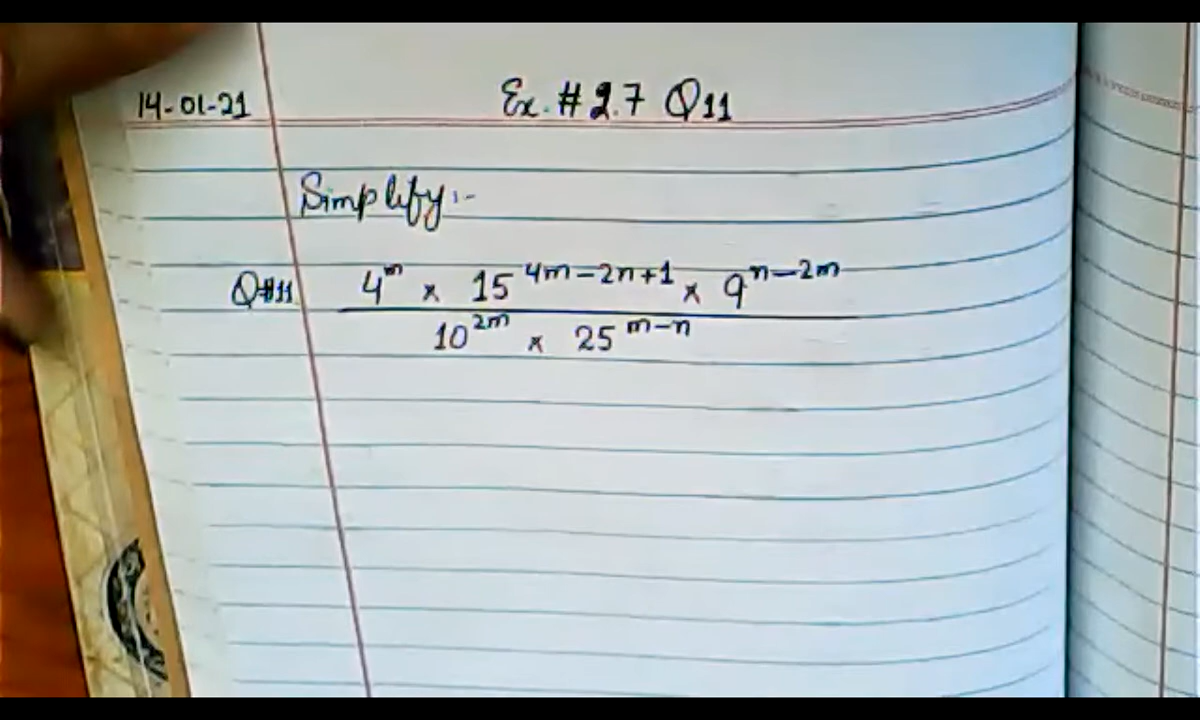 14-01-21 Ex. # 2.7 Q11
Simplify :-
Q#11 4^m × 15^{4m-2n+1} × 9^{n-2m}
10^{2m} × 25^{m-n}